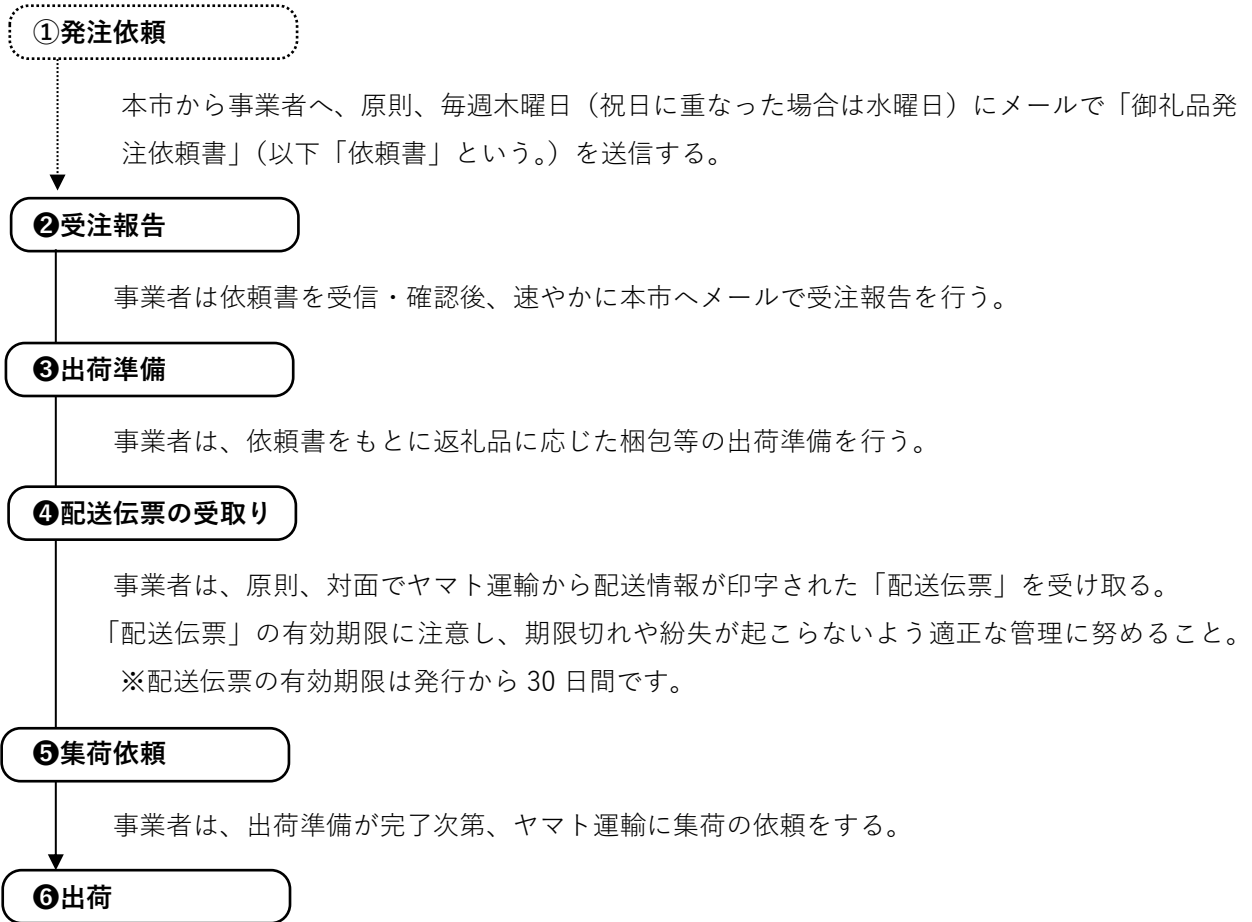 ①発注依頼
本市から事業者へ、原則、毎週木曜日（祝日に重なった場合は水曜日）にメールで「御礼品発
注依頼書」（以下「依頼書」という。）を送信する。
❷受注報告
事業者は依頼書を受信・確認後、速やかに本市へメールで受注報告を行う。
❸出荷準備
事業者は、依頼書をもとに返礼品に応じた梱包等の出荷準備を行う。
❹配送伝票の受取り
事業者は、原則、対面でヤマト運輸から配送情報が印字された「配送伝票」を受け取る。
「配送伝票」の有効期限に注意し、期限切れや紛失が起こらないよう適正な管理に努めること。
※配送伝票の有効期限は発行から 30 日間です。
❺集荷依頼
事業者は、出荷準備が完了次第、ヤマト運輸に集荷の依頼をする。
❻出荷